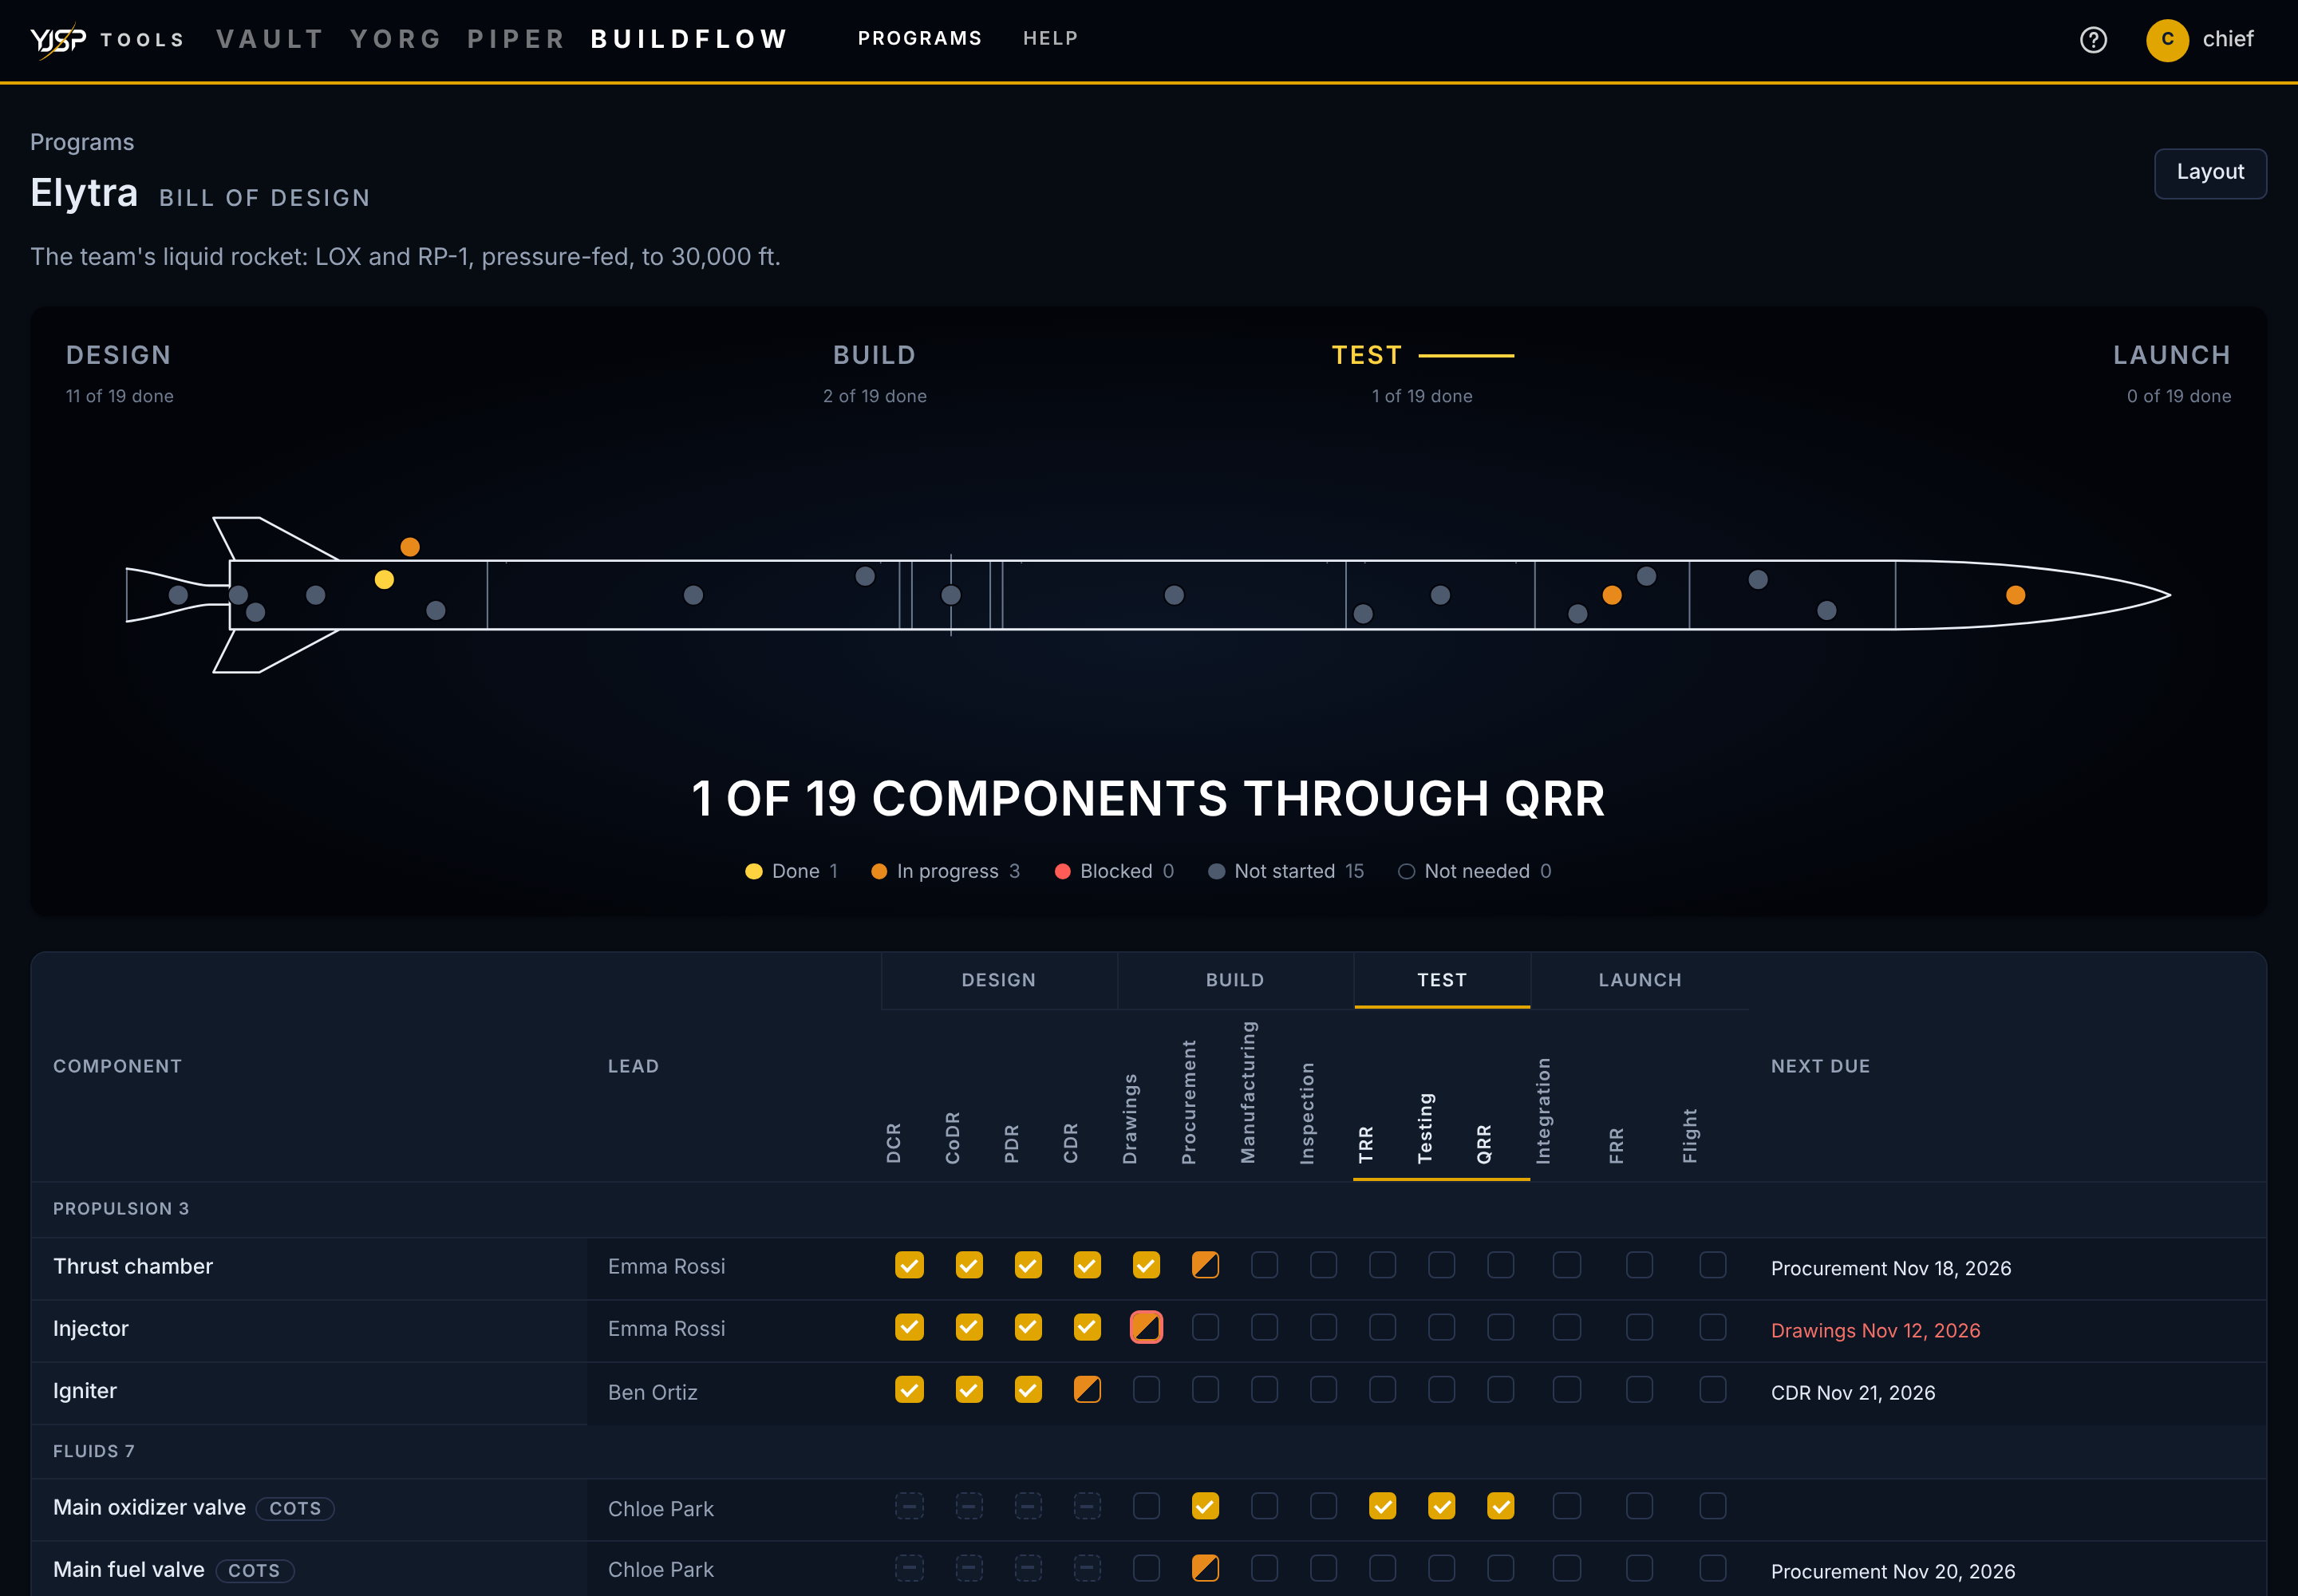 YJSP TOOLS VAULT YORG PIPER BUILDFLOW PROGRAMS HELP ? C chief
Programs
Elytra BILL OF DESIGN
Layout
The team's liquid rocket: LOX and RP-1, pressure-fed, to 30,000 ft.
DESIGN BUILD TEST LAUNCH
11 of 19 done 2 of 19 done 1 of 19 done 0 of 19 done
1 OF 19 COMPONENTS THROUGH QRR
Done 1 In progress 3 Blocked 0 Not started 15 Not needed 0
DESIGN BUILD TEST LAUNCH
COMPONENT LEAD DCR CoDR PDR CDR Drawings Procurement Manufacturing Inspection TRR Testing QRR Integration FRR Flight NEXT DUE
PROPULSION 3
Thrust chamber Emma Rossi Procurement Nov 18, 2026
Injector Emma Rossi Drawings Nov 12, 2026
Igniter Ben Ortiz CDR Nov 21, 2026
FLUIDS 7
Main oxidizer valve COTS Chloe Park
Main fuel valve COTS Chloe Park Procurement Nov 20, 2026